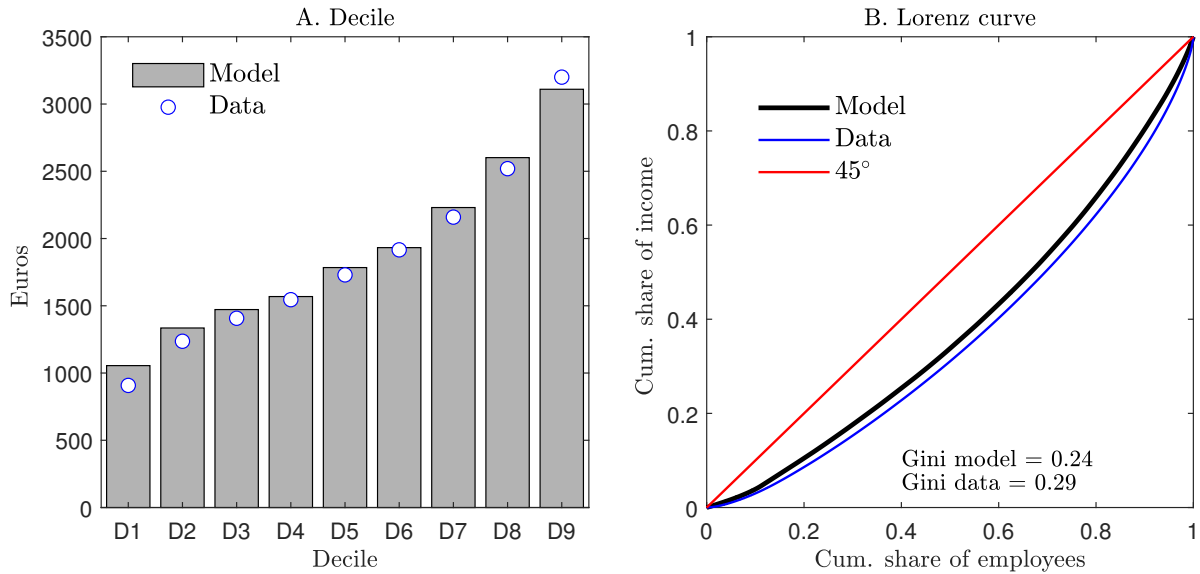 A. Decile
3500
3000
2500
2000
1500
1000
500
0
Euros
Model
Data
D1 D2 D3 D4 D5 D6 D7 D8 D9
Decile
B. Lorenz curve
1
0.8
0.6
0.4
0.2
0
Cum. share of income
Model
Data
45°
Gini model = 0.24
Gini data = 0.29
0 0.2 0.4 0.6 0.8 1
Cum. share of employees